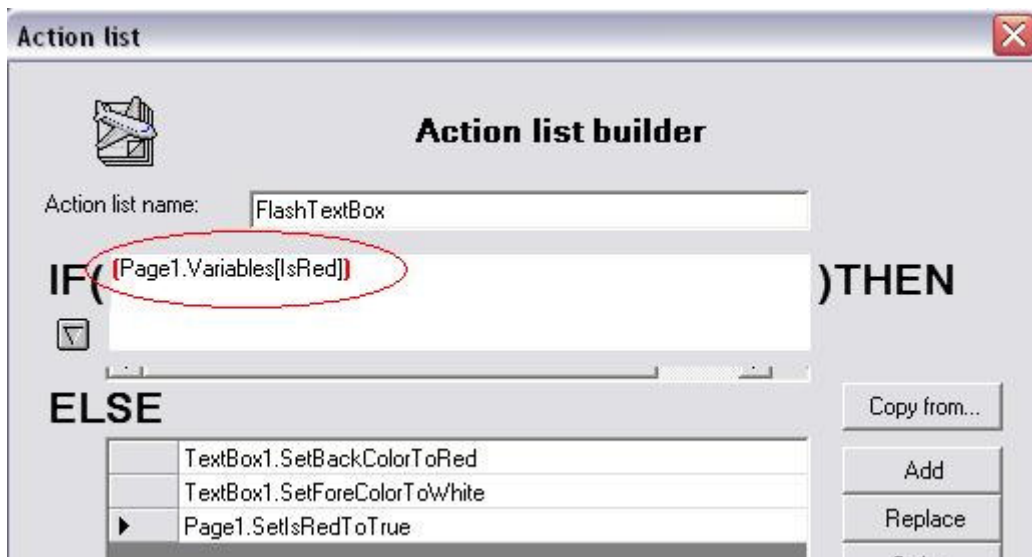 Action list
Action list builder
Action list name: FlashTextBox
IF( (Page1.Variables[IsRed]) )THEN
ELSE
Copy from...
TextBox1.SetBackColorToRed
Add
TextBox1.SetForeColorToWhite
Page1.SetIsRedToTrue
Replace